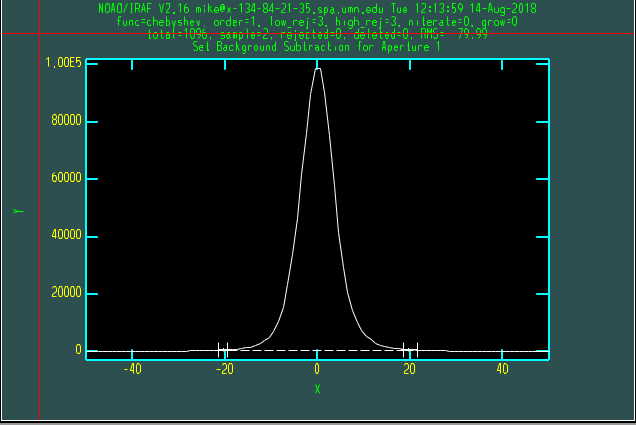 NOAO/IRAF V2.16 mike@x-134-84-21-35.spa.umn.edu Tue 12:13:59 14-Aug-2018
func=chebyshev, order=1, low_rej=3, high_rej=3, niterate=0, grow=0
total=109, sample=2, rejected=0, deleted=0, RMS= 79.99
Set Background Subtraction for Aperture 1
1.00E5
80000
60000
Y
40000
20000
0
-40 -20 0 20 40
X